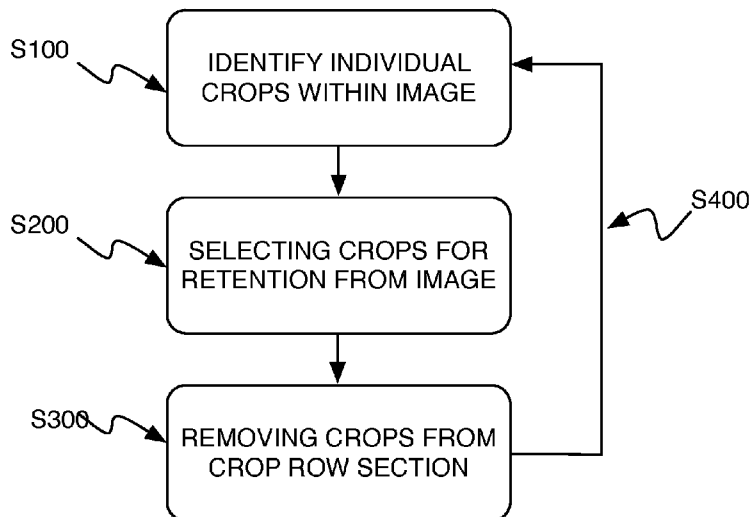 S100
IDENTIFY INDIVIDUAL
CROPS WITHIN IMAGE
S200
SELECTING CROPS FOR
RETENTION FROM IMAGE
S400
S300
REMOVING CROPS FROM
CROP ROW SECTION